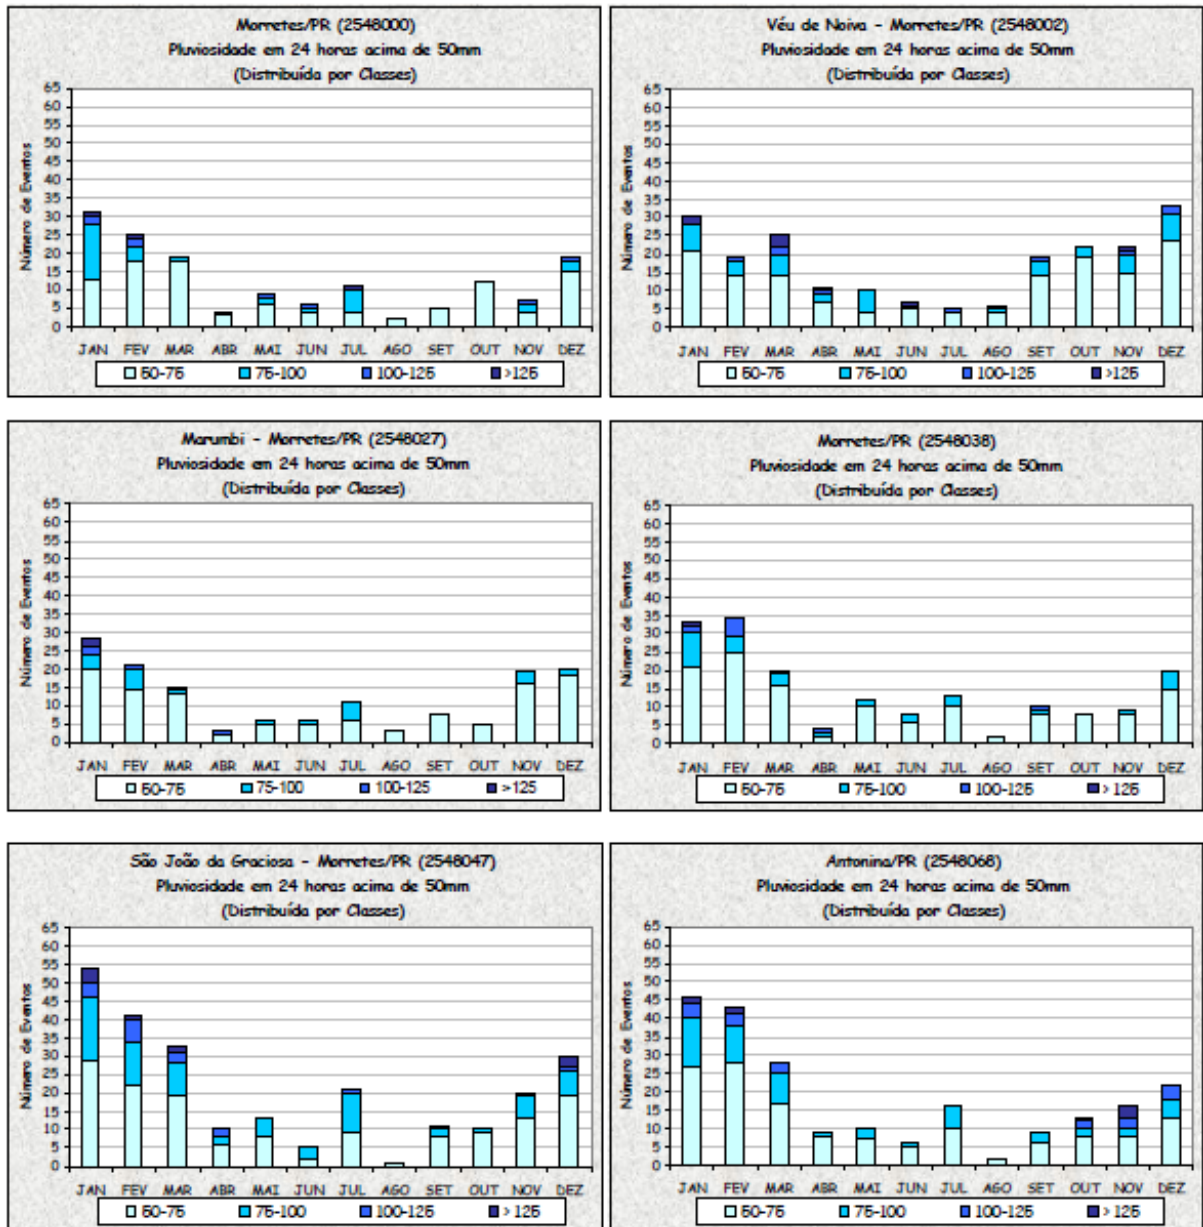 Morretes/PR (2548000)
Pluviosidade em 24 horas acima de 50mm
(Distribuída por Classes)
Número de Eventos
65
60
55
50
45
40
35
30
25
20
15
10
5
0
JAN FEV MAR ABR MAI JUN JUL AGO SET OUT NOV DEZ
50-75 75-100 100-125 >125
Véu de Noiva - Morretes/PR (2548002)
Pluviosidade em 24 horas acima de 50mm
(Distribuída por Classes)
Número de Eventos
65
60
55
50
45
40
35
30
25
20
15
10
5
0
JAN FEV MAR ABR MAI JUN JUL AGO SET OUT NOV DEZ
50-75 75-100 100-125 >125
Marumbi - Morretes/PR (2548027)
Pluviosidade em 24 horas acima de 50mm
(Distribuída por Classes)
Número de Eventos
65
60
55
50
45
40
35
30
25
20
15
10
5
0
JAN FEV MAR ABR MAI JUN JUL AGO SET OUT NOV DEZ
50-75 75-100 100-125 >125
Morretes/PR (2548038)
Pluviosidade em 24 horas acima de 50mm
(Distribuída por Classes)
Número de Eventos
65
60
55
50
45
40
35
30
25
20
15
10
5
0
JAN FEV MAR ABR MAI JUN JUL AGO SET OUT NOV DEZ
50-75 75-100 100-125 > 125
São João da Graciosa - Morretes/PR (2548047)
Pluviosidade em 24 horas acima de 50mm
(Distribuída por Classes)
Número de Eventos
65
60
55
50
45
40
35
30
25
20
15
10
5
0
JAN FEV MAR ABR MAI JUN JUL AGO SET OUT NOV DEZ
50-75 75-100 100-125 > 125
Antonina/PR (2548068)
Pluviosidade em 24 horas acima de 50mm
(Distribuída por Classes)
Número de Eventos
65
60
55
50
45
40
35
30
25
20
15
10
5
0
JAN FEV MAR ABR MAI JUN JUL AGO SET OUT NOV DEZ
50-75 75-100 100-125 > 125